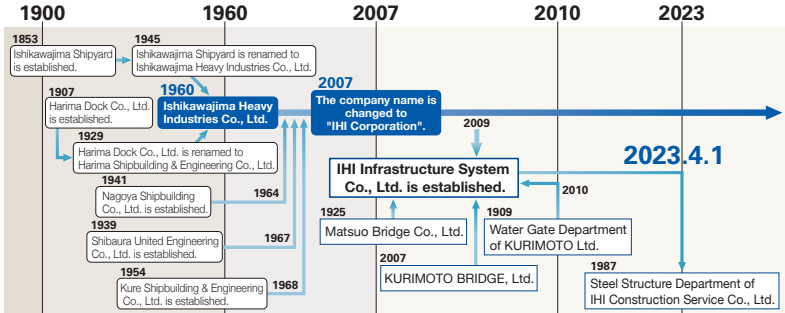 1900
1960
2007
2010
2023
1853
Ishikawajima Shipyard
is established.
1945
Ishikawajima Shipyard is renamed to
Ishikawajima Heavy Industries Co., Ltd.
1907
Harima Dock Co., Ltd.
is established.
1960
Ishikawajima Heavy
Industries Co., Ltd.
2007
The company name is
changed to
"IHI Corporation".
1929
Harima Dock Co., Ltd. is renamed to
Harima Shipbuilding & Engineering Co., Ltd.
2009
IHI Infrastructure System
Co., Ltd. is established.
2023.4.1
1941
Nagoya Shipbuilding
Co., Ltd. is established.
1964
1939
Shibaura United Engineering
Co., Ltd. is established.
1967
1954
Kure Shipbuilding & Engineering
Co., Ltd. is established.
1968
1925
Matsuo Bridge Co., Ltd.
1909
Water Gate Department
of KURIMOTO Ltd.
2010
2007
KURIMOTO BRIDGE, Ltd.
1987
Steel Structure Department of
IHI Construction Service Co., Ltd.